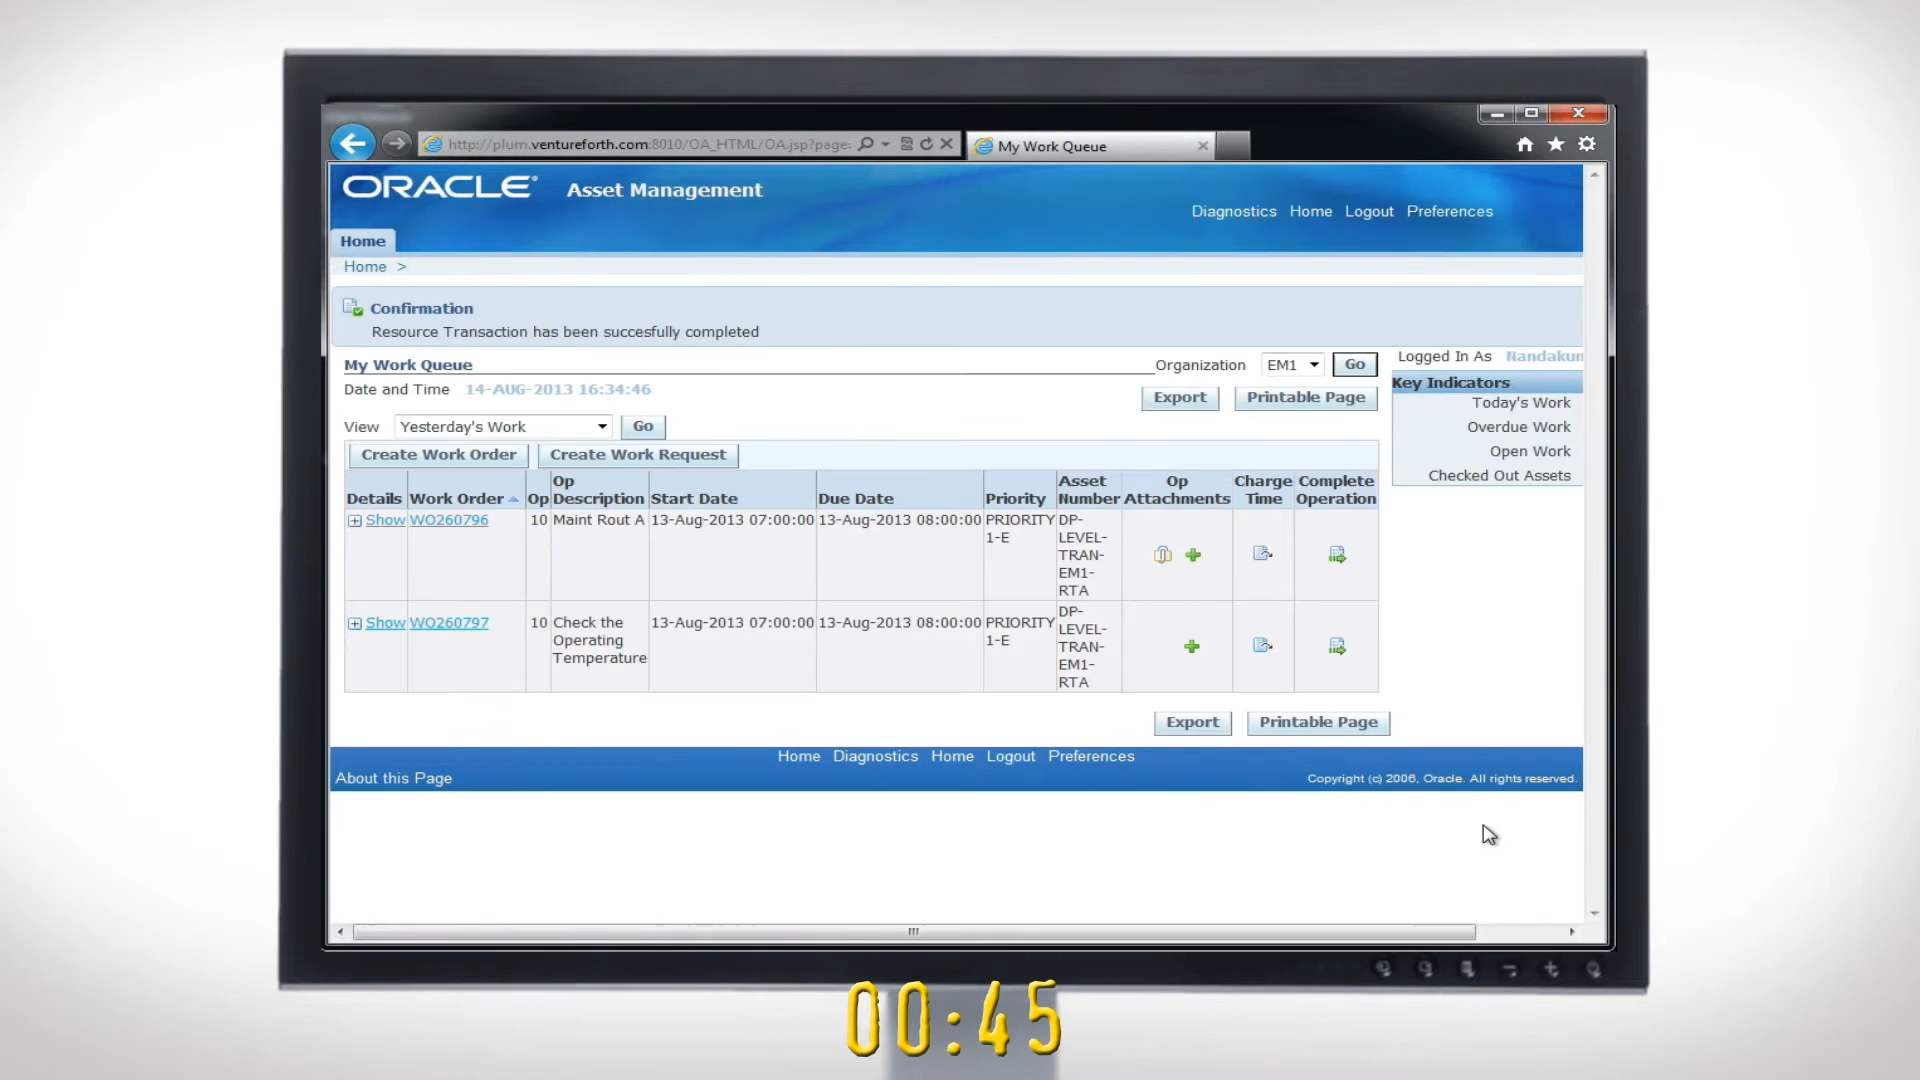 http://plum.ventureforth.com:8010/OA_HTML/OA.jsp?page:
My Work Queue
ORACLE® Asset Management
Diagnostics Home Logout Preferences
Home
Home >
Confirmation
Resource Transaction has been succesfully completed
My Work Queue
Organization EM1 Go
Logged In As Nandakun
Date and Time 14-AUG-2013 16:34:46
Export Printable Page
Key Indicators
Today's Work
Overdue Work
Open Work
Checked Out Assets
View Yesterday's Work Go
Create Work Order Create Work Request
Details Work Order Op Op Description Start Date Due Date Priority Asset Number Op Attachments Charge Time Complete Operation
Show WO260796 10 Maint Rout A 13-Aug-2013 07:00:00 13-Aug-2013 08:00:00 PRIORITY 1-E DP-LEVEL-TRAN-EM1-RTA
Show WO260797 10 Check the Operating Temperature 13-Aug-2013 07:00:00 13-Aug-2013 08:00:00 PRIORITY 1-E DP-LEVEL-TRAN-EM1-RTA
Export Printable Page
Home Diagnostics Home Logout Preferences
About this Page
Copyright (c) 2006, Oracle. All rights reserved.
00:45